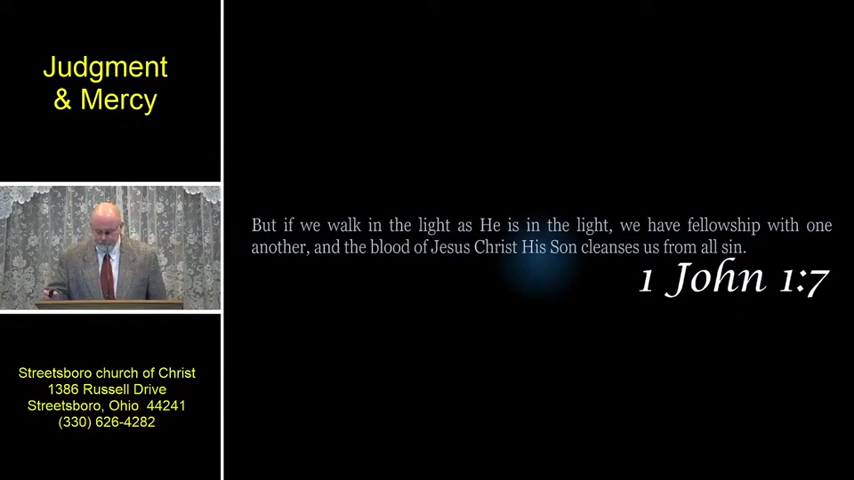 Judgment
& Mercy
But if we walk in the light as He is in the light, we have fellowship with one
another, and the blood of Jesus Christ His Son cleanses us from all sin.
1 John 1:7
Streetsboro church of Christ
1386 Russell Drive
Streetsboro, Ohio 44241
(330) 626-4282